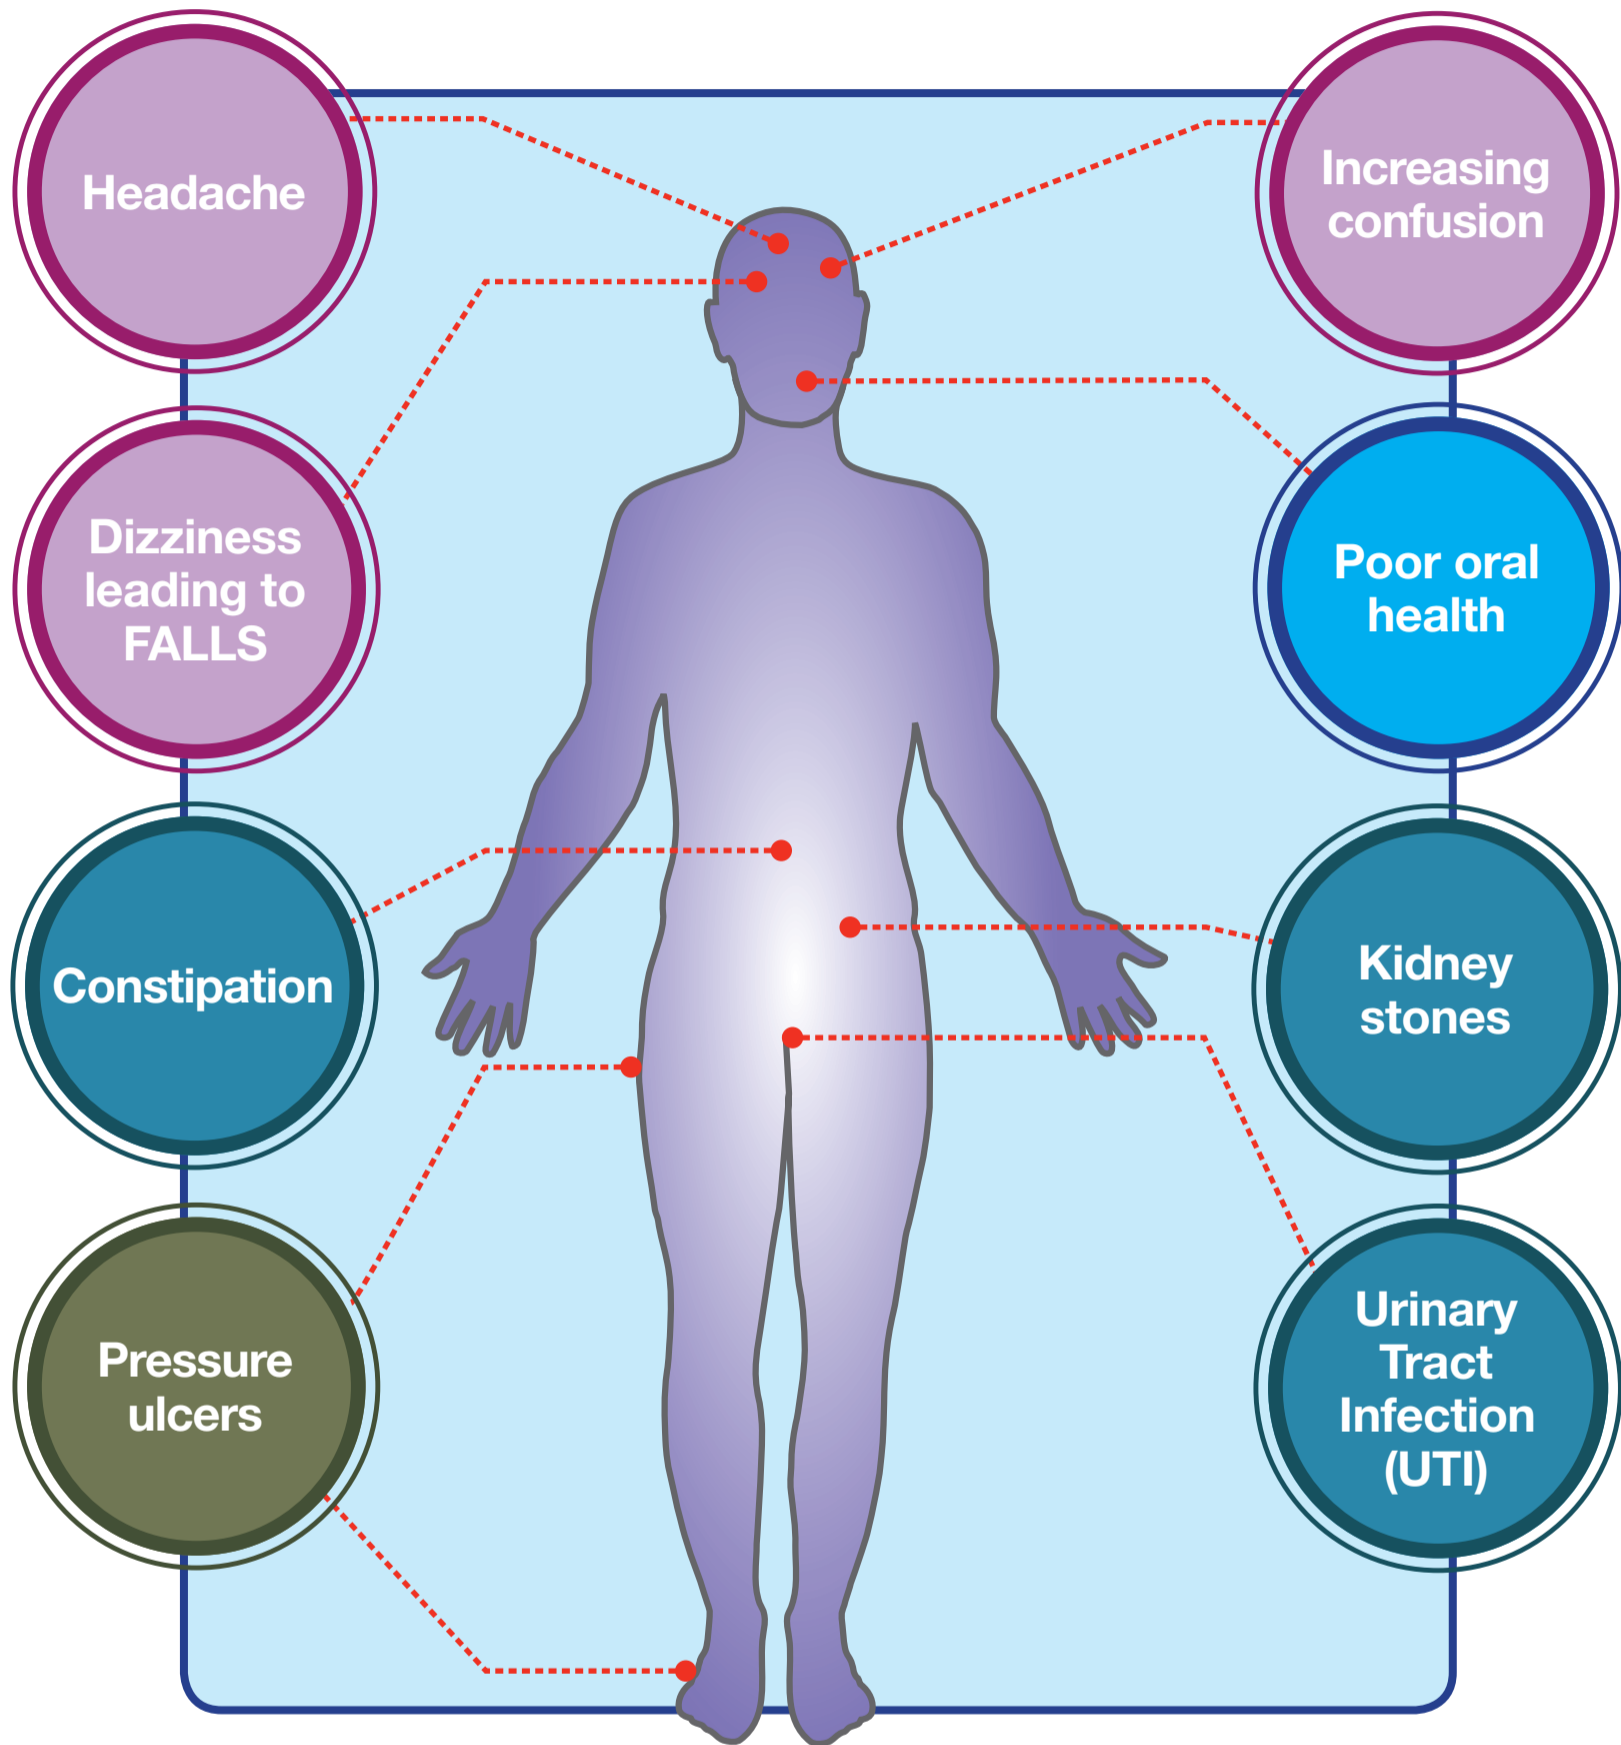 Headache
Increasing
confusion
Dizziness
leading to
FALLS
Poor oral
health
Constipation
Kidney
stones
Pressure
ulcers
Urinary
Tract
Infection
(UTI)